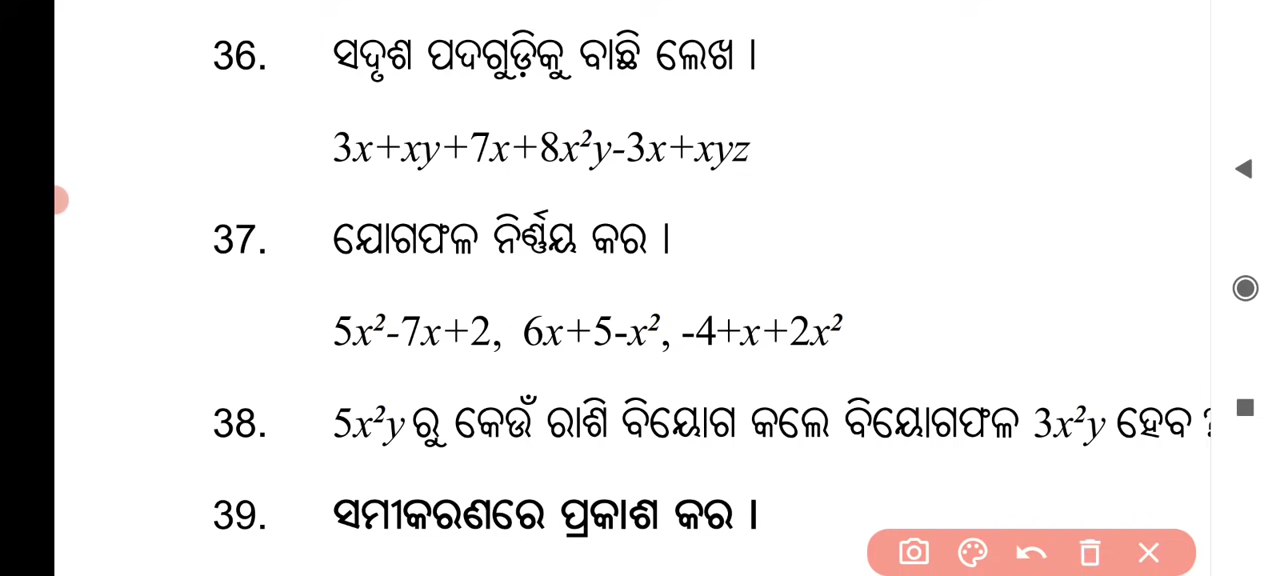 36. ସଦୃଶ ପଦଗୁଡ଼ିକୁ ବାଛି ଲେଖ ।
3x+xy+7x+8x²y-3x+xyz
37. ଯୋଗଫଳ ନିର୍ଣ୍ଣୟ କର ।
5x²-7x+2, 6x+5-x², -4+x+2x²
38. 5x²y ରୁ କେଉଁ ରାଶି ବିୟୋଗ କଲେ ବିୟୋଗଫଳ 3x²y ହେବ ?
39. ସମୀକରଣରେ ପ୍ରକାଶ କର ।